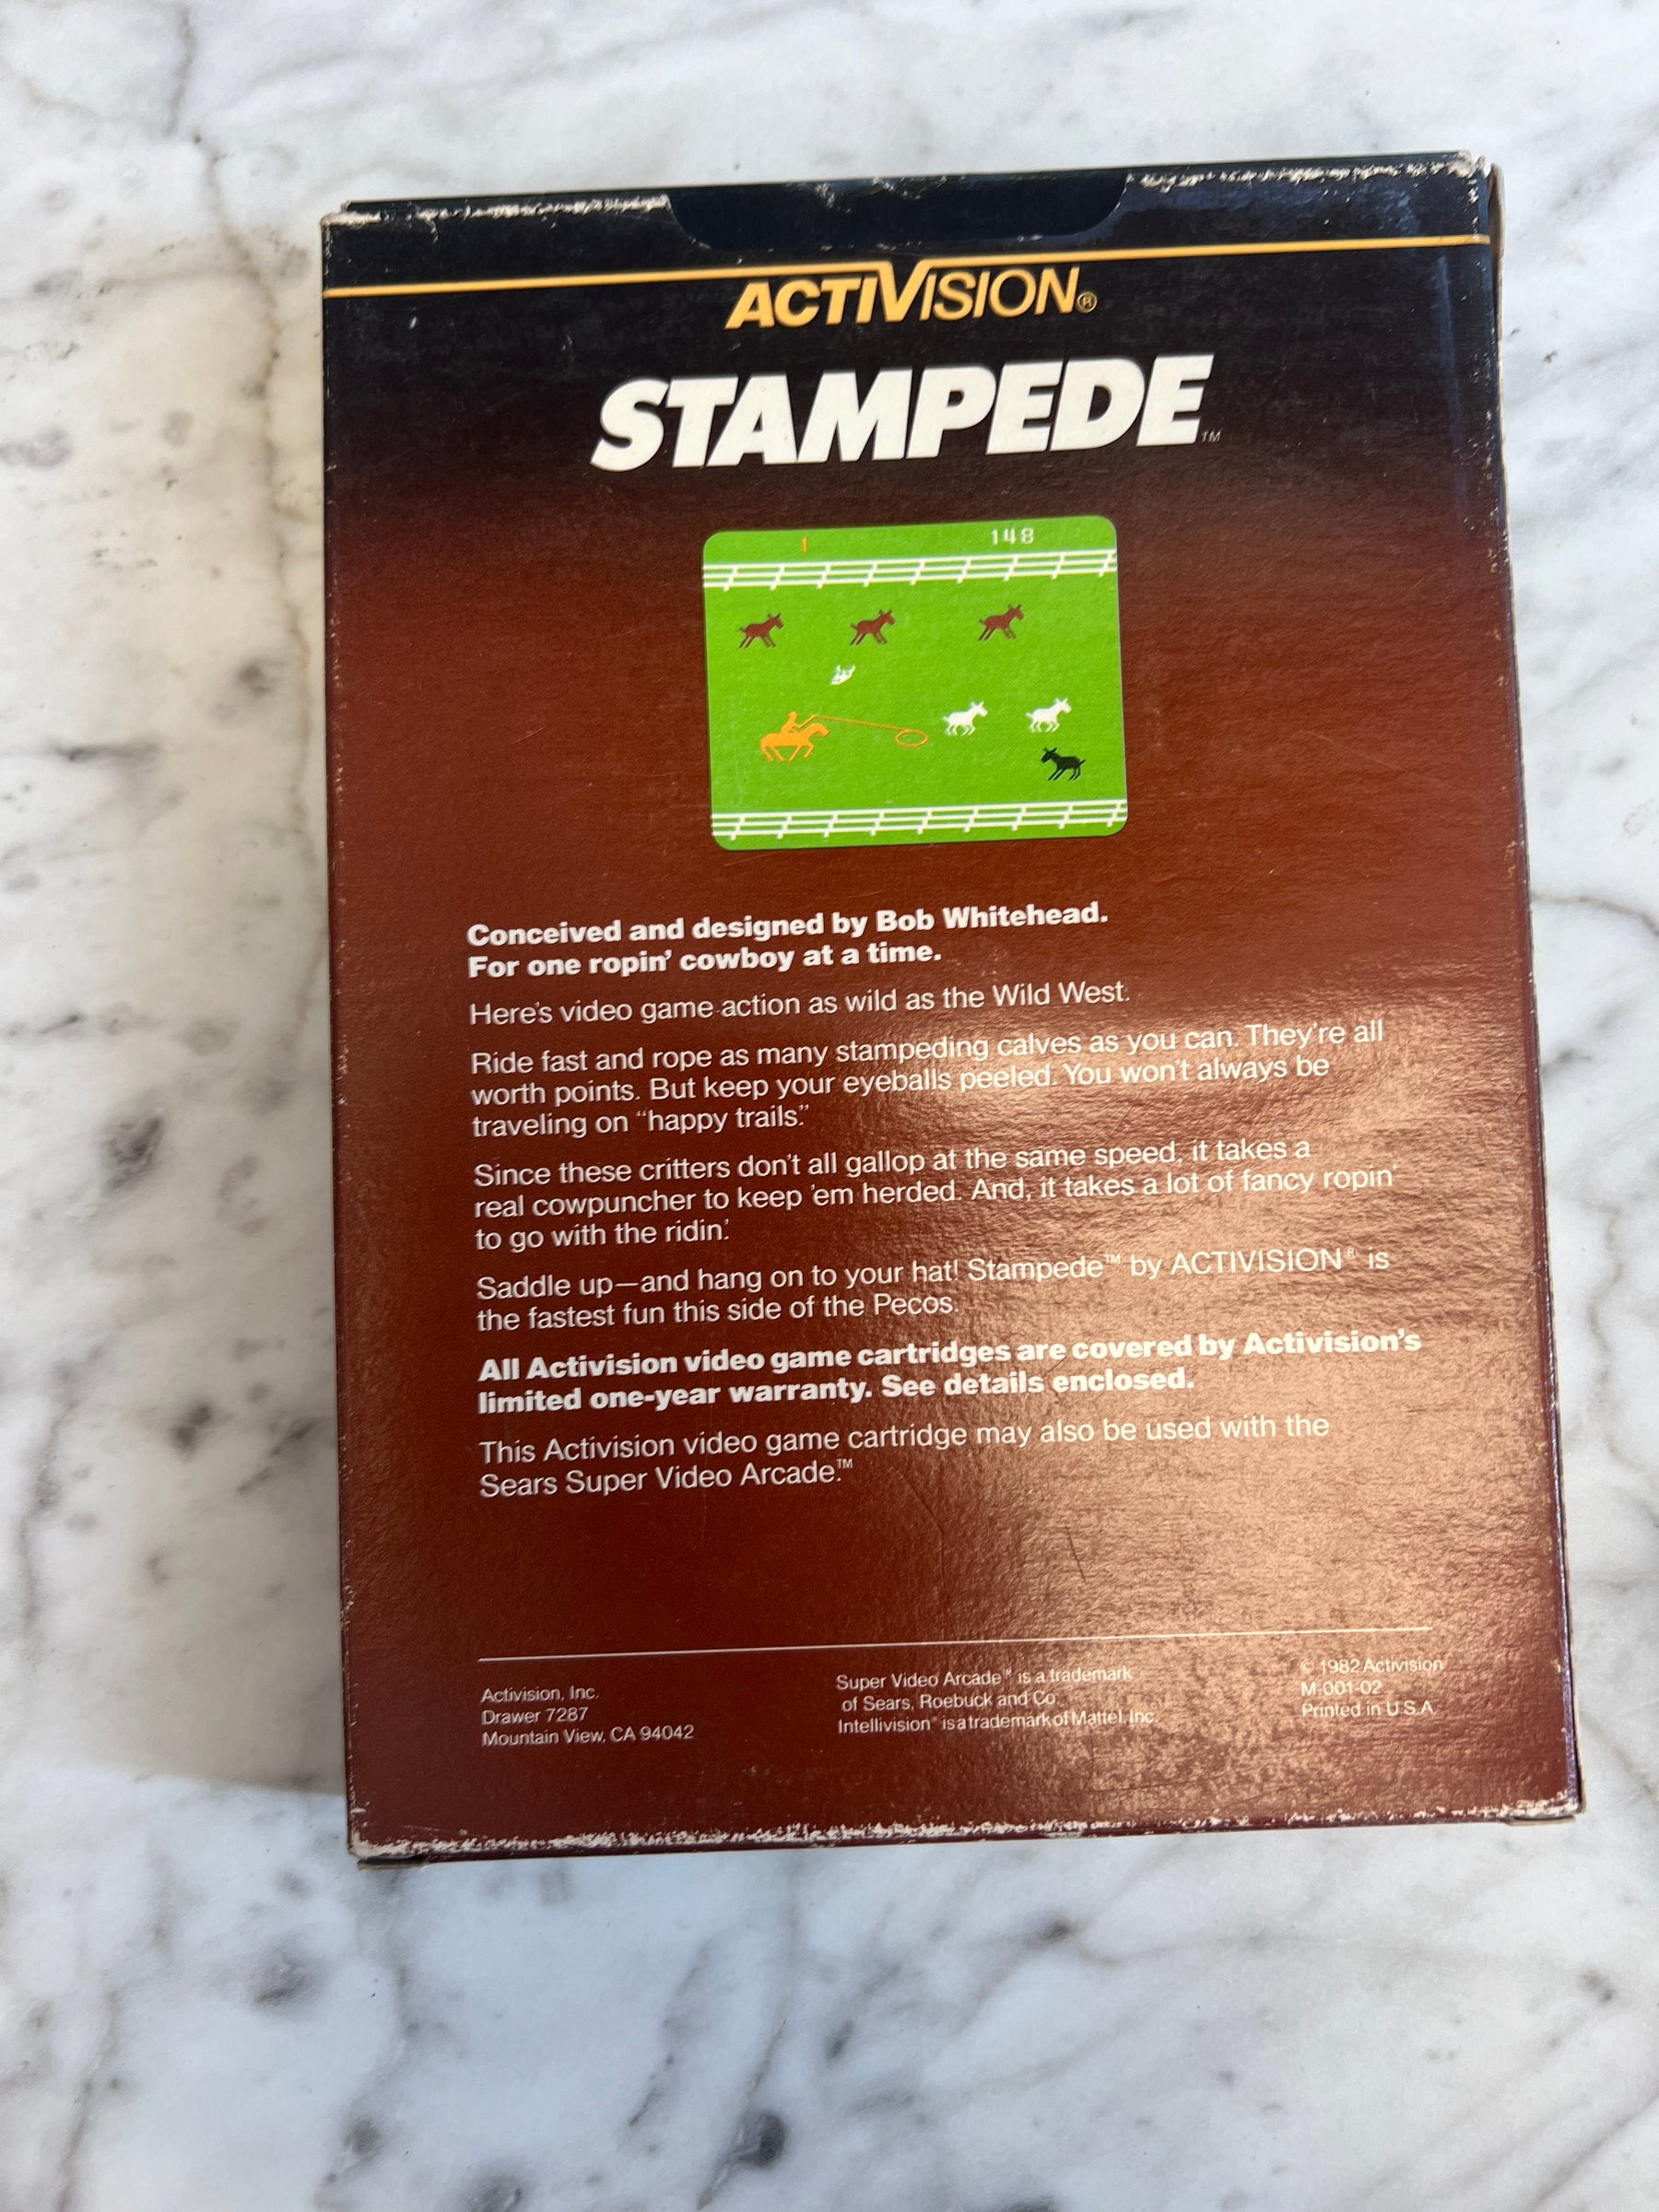 ACTIVISION®
STAMPEDE™
1 148
Conceived and designed by Bob Whitehead.
For one ropin' cowboy at a time.
Here's video game action as wild as the Wild West.
Ride fast and rope as many stampeding calves as you can. They're all
worth points. But keep your eyeballs peeled. You won't always be
traveling on "happy trails."
Since these critters don't all gallop at the same speed, it takes a
real cowpuncher to keep 'em herded. And, it takes a lot of fancy ropin'
to go with the ridin'.
Saddle up—and hang on to your hat! Stampede™ by ACTIVISION® is
the fastest fun this side of the Pecos.
All Activision video game cartridges are covered by Activision's
limited one-year warranty. See details enclosed.
This Activision video game cartridge may also be used with the
Sears Super Video Arcade.™
Activision, Inc.
Drawer 7287
Mountain View, CA 94042
Super Video Arcade™ is a trademark
of Sears, Roebuck and Co.
Intellivision® is a trademark of Mattel, Inc.
© 1982 Activision
M-001-02
Printed in U.S.A.